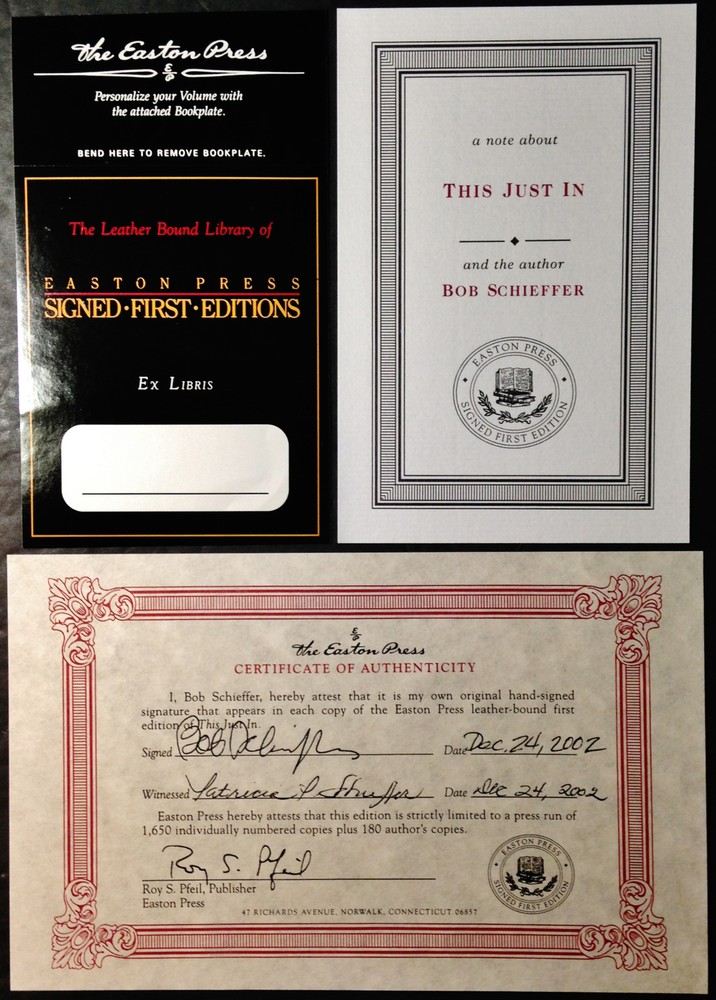 the Easton Press
Personalize your Volume with
the attached Bookplate.
BEND HERE TO REMOVE BOOKPLATE.
The Leather Bound Library of
EASTON PRESS
SIGNED·FIRST·EDITIONS
EX LIBRIS
a note about
THIS JUST IN
and the author
BOB SCHIEFFER
EASTON PRESS
SIGNED FIRST EDITION
the Easton Press
CERTIFICATE OF AUTHENTICITY
I, Bob Schieffer, hereby attest that it is my own original hand-signed
signature that appears in each copy of the Easton Press leather-bound first
edition of This Just In.
Signed Bob Schieffer Date Dec. 24, 2002
Witnessed Patricia P Schieffer Date Dec 24, 2002
Easton Press hereby attests that this edition is strictly limited to a press run of
1,650 individually numbered copies plus 180 author's copies.
Roy S. Pfeil
Roy S. Pfeil, Publisher
Easton Press
EASTON PRESS
SIGNED FIRST EDITION
47 RICHARDS AVENUE, NORWALK, CONNECTICUT 06857